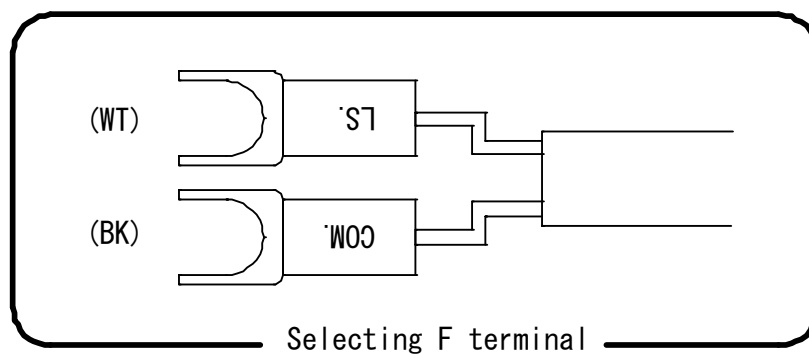 (WT)
LS.
(BK)
COM.
Selecting F terminal